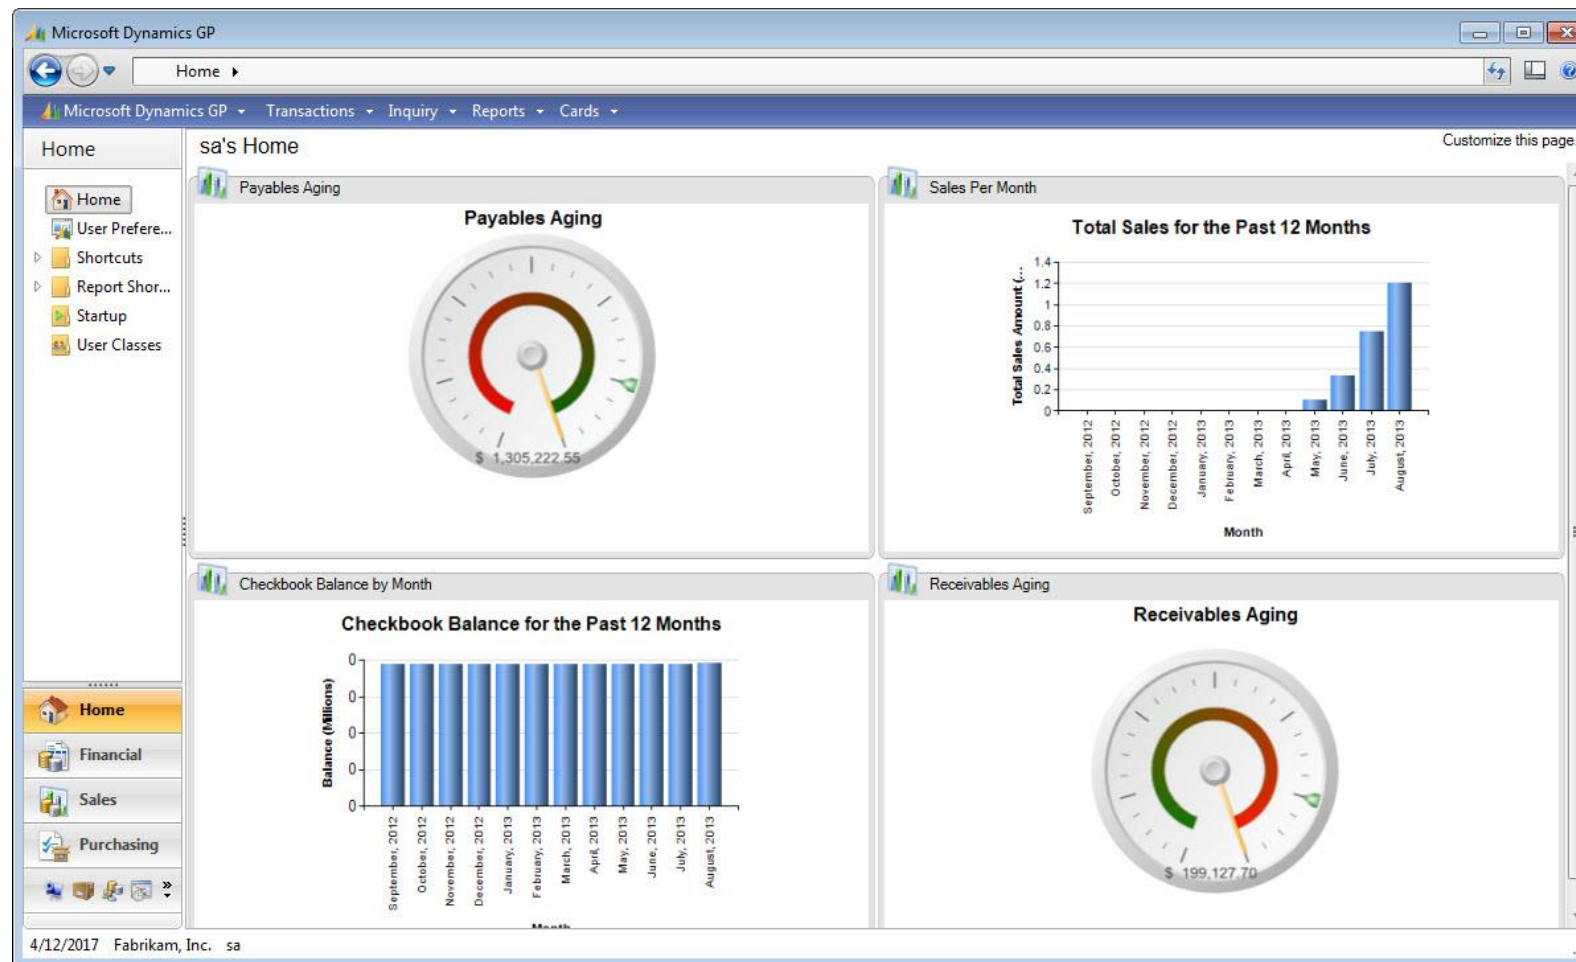 Microsoft Dynamics GP
Home
Microsoft Dynamics GP Transactions Inquiry Reports Cards
Home
sa's Home
Customize this page.
Home
User Prefere...
Shortcuts
Report Shor...
Startup
User Classes
Home
Financial
Sales
Purchasing
Payables Aging
Payables Aging
$ 1,305,222.55
Sales Per Month
Total Sales for the Past 12 Months
Total Sales Amount (...
1.4
1.2
1
0.8
0.6
0.4
0.2
0
September, 2012
October, 2012
November, 2012
December, 2012
January, 2013
February, 2013
March, 2013
April, 2013
May, 2013
June, 2013
July, 2013
August, 2013
Month
Checkbook Balance by Month
Checkbook Balance for the Past 12 Months
Balance (Millions)
0
0
0
0
0
September, 2012
October, 2012
November, 2012
December, 2012
January, 2013
February, 2013
March, 2013
April, 2013
May, 2013
June, 2013
July, 2013
August, 2013
Month
Receivables Aging
Receivables Aging
$ 199,127.70
4/12/2017 Fabrikam, Inc. sa